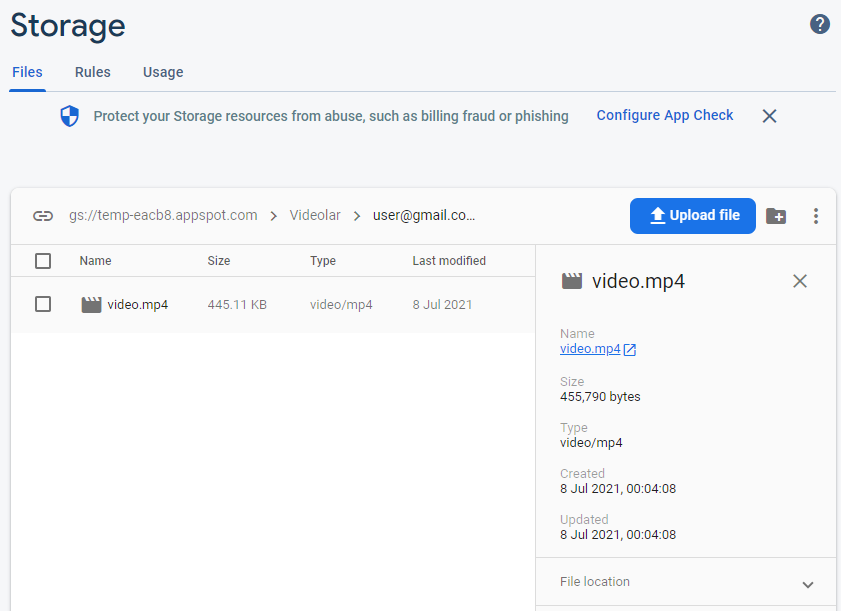 Storage
Files Rules Usage
Protect your Storage resources from abuse, such as billing fraud or phishing Configure App Check
gs://temp-eacb8.appspot.com > Videolar > user@gmail.co... Upload file
Name Size Type Last modified
video.mp4 445.11 KB video/mp4 8 Jul 2021
video.mp4
Name
video.mp4
Size
455,790 bytes
Type
video/mp4
Created
8 Jul 2021, 00:04:08
Updated
8 Jul 2021, 00:04:08
File location